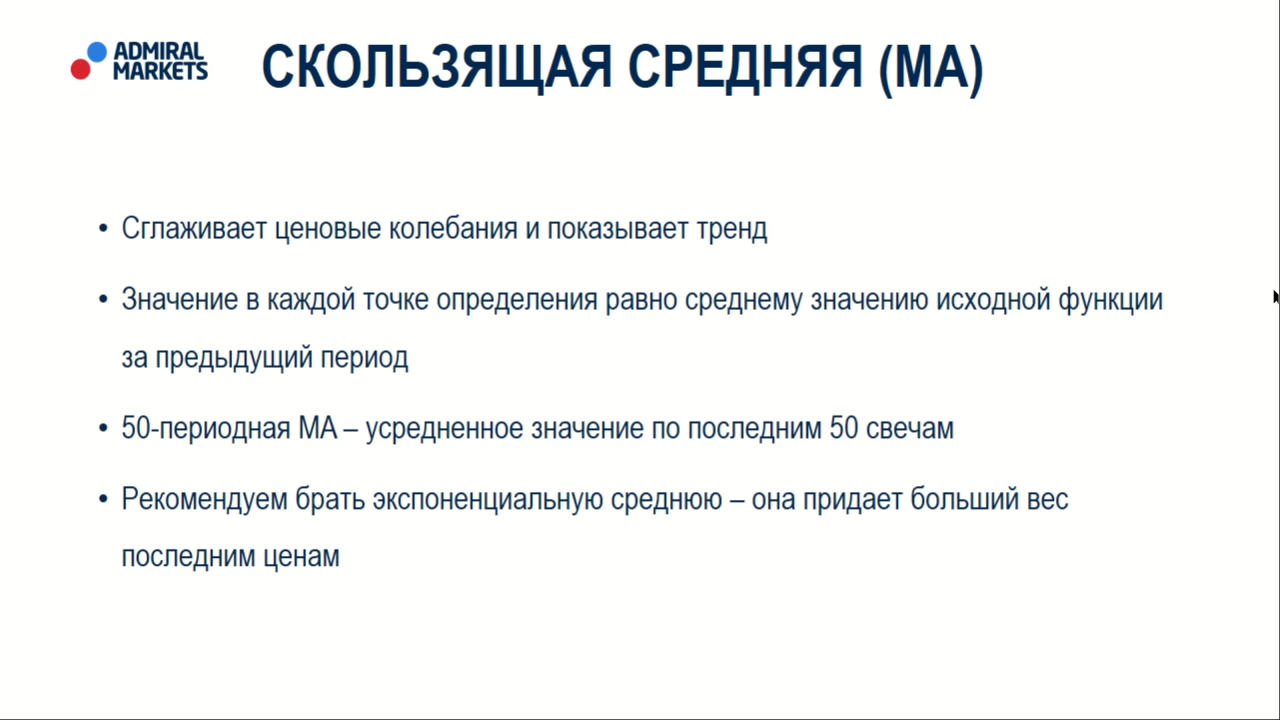 ADMIRAL
MARKETS
СКОЛЬЗЯЩАЯ СРЕДНЯЯ (МА)
• Сглаживает ценовые колебания и показывает тренд
• Значение в каждой точке определения равно среднему значению исходной функции
за предыдущий период
• 50-периодная МА – усредненное значение по последним 50 свечам
• Рекомендуем брать экспоненциальную среднюю – она придает больший вес
последним ценам